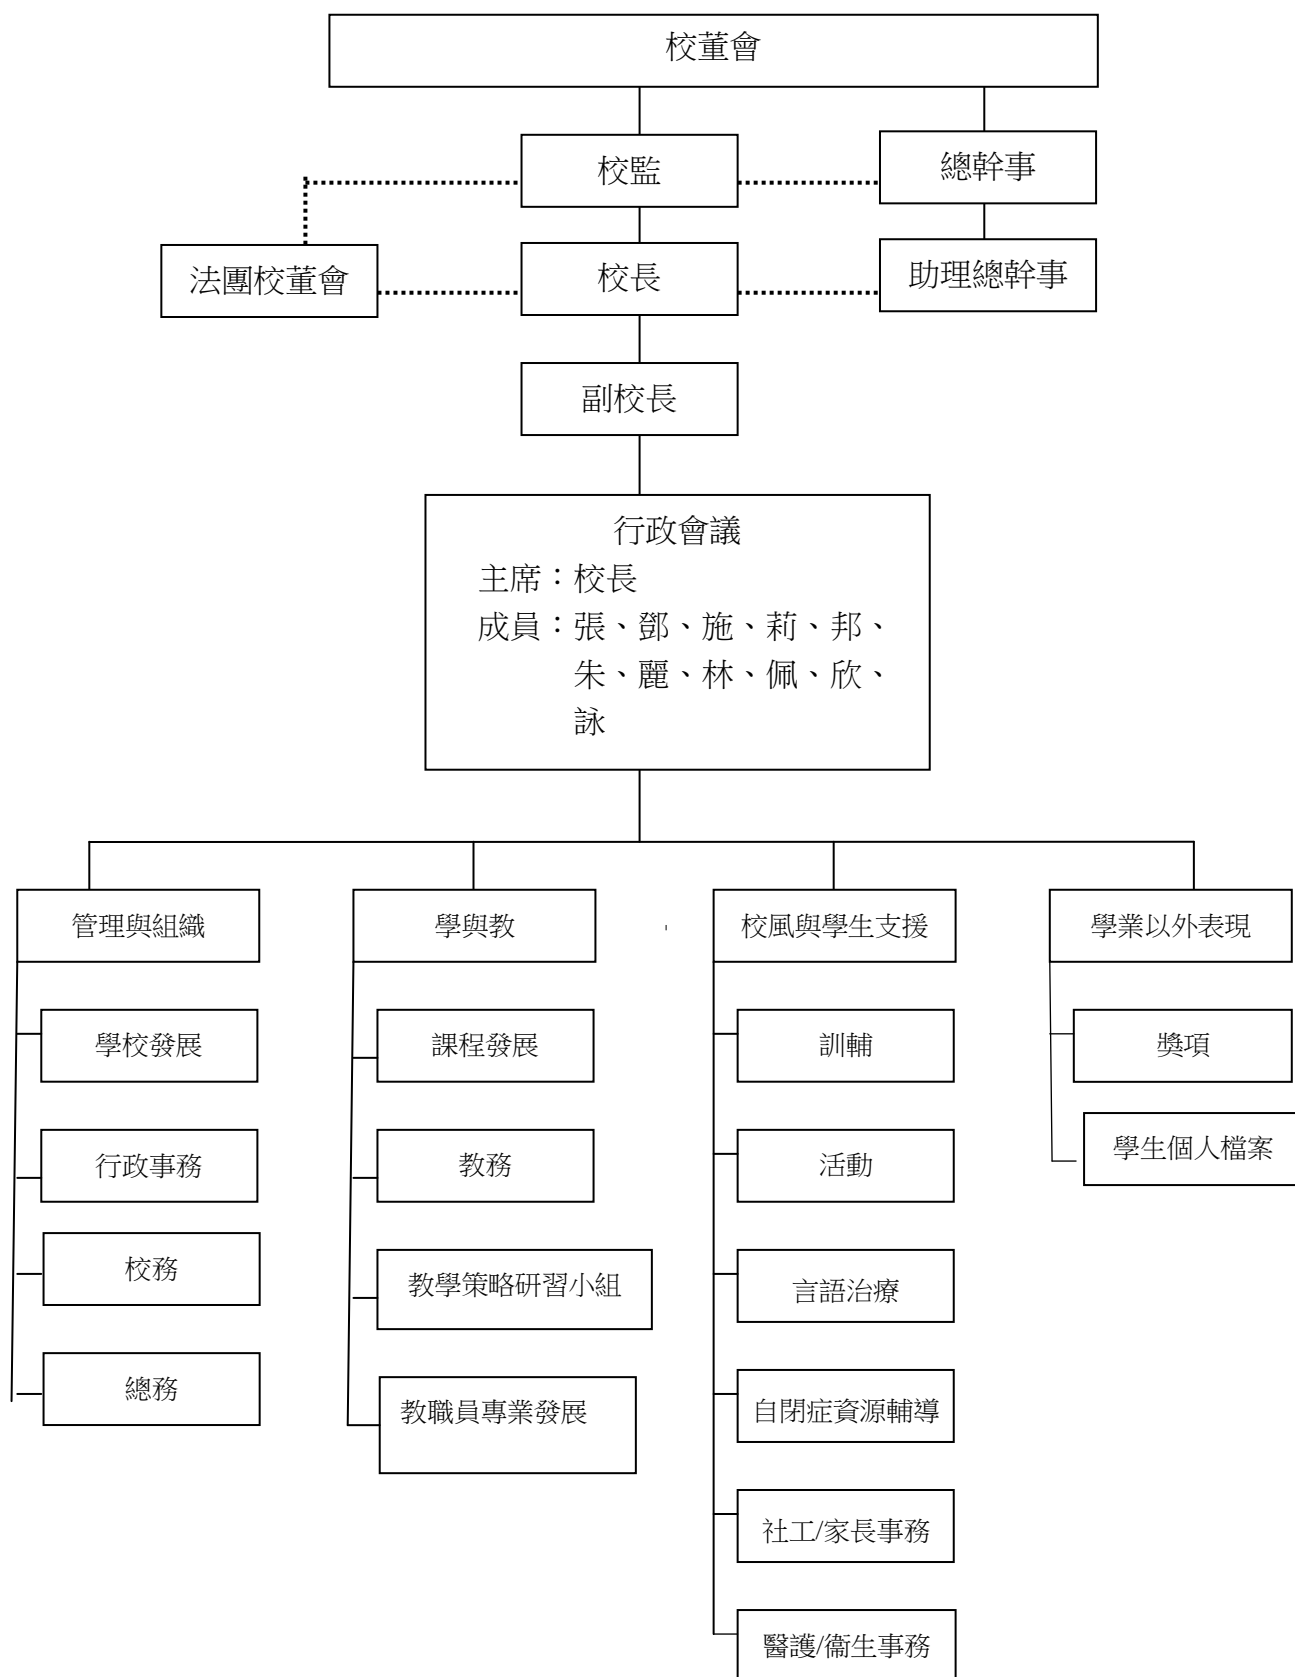 校董會
校監
總幹事
法團校董會
校長
助理總幹事
副校長
行政會議
主席：校長
成員：張、鄧、施、莉、邦、
朱、麗、林、佩、欣、
詠
管理與組織
學與教
校風與學生支援
學業以外表現
學校發展
行政事務
校務
總務
課程發展
教務
教學策略研習小組
教職員專業發展
訓輔
活動
言語治療
自閉症資源輔導
社工/家長事務
醫護/衞生事務
獎項
學生個人檔案